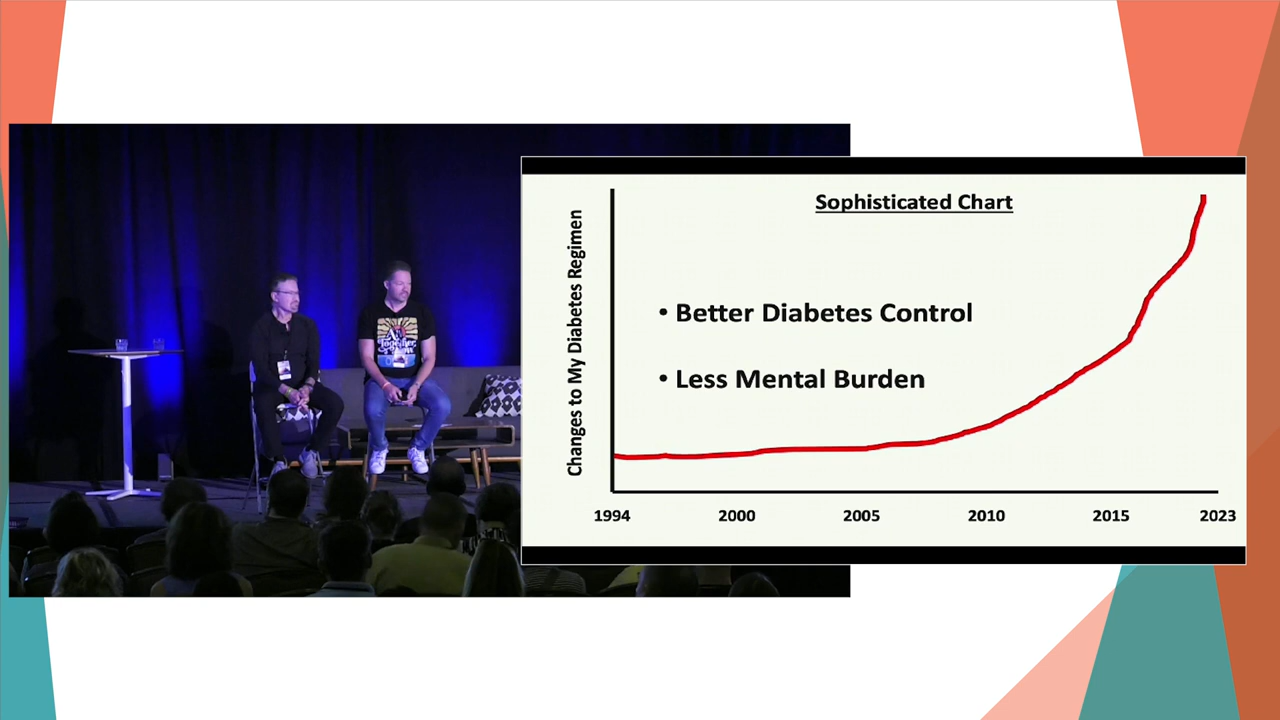 Together
Sophisticated Chart
Changes to My Diabetes Regimen
• Better Diabetes Control
• Less Mental Burden
1994 2000 2005 2010 2015 2023